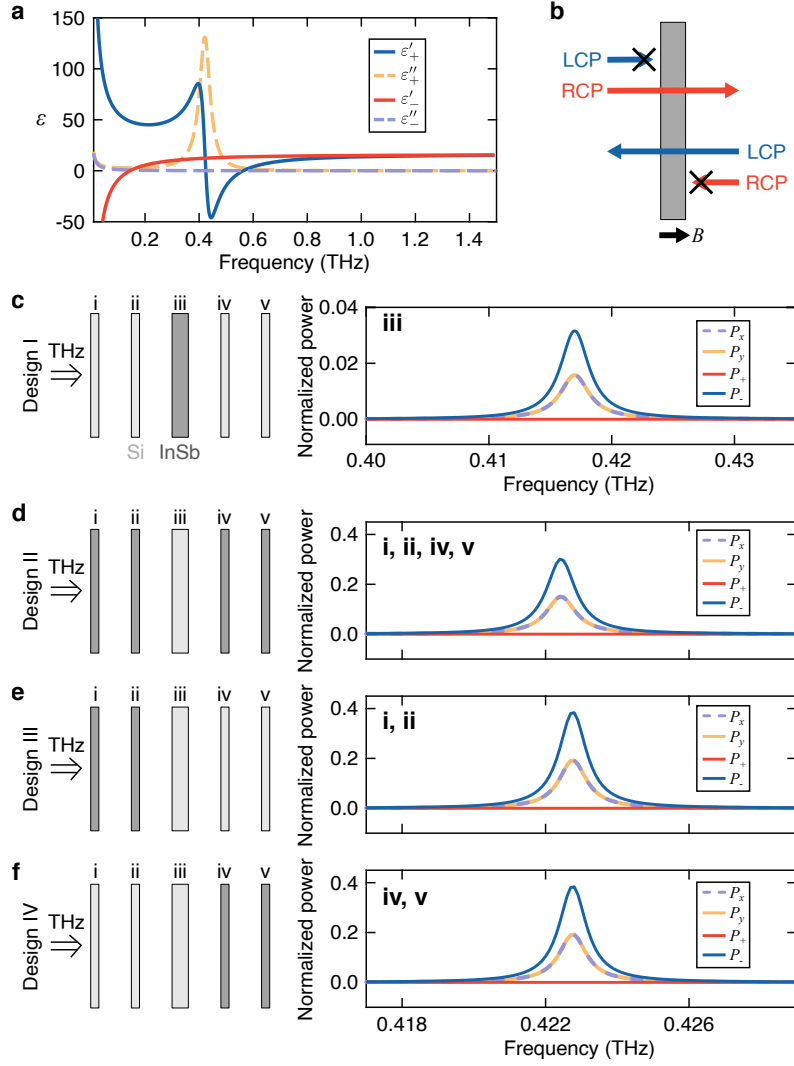 a
150
100
50
0
-50
ε
0.2 0.4 0.6 0.8 1.0 1.2 1.4
Frequency (THz)
ε′₊
ε″₊
ε′₋
ε″₋
b
LCP
RCP
LCP
RCP
B
c
Design I
THz
i ii iii iv v
Si InSb
Normalized power
0.04
0.02
0.00
iii
Pₓ
P_y
P₊
P₋
0.40 0.41 0.42 0.43
Frequency (THz)
d
Design II
THz
i ii iii iv v
Normalized power
0.4
0.2
0.0
i, ii, iv, v
Pₓ
P_y
P₊
P₋
e
Design III
THz
i ii iii iv v
Normalized power
0.4
0.2
0.0
i, ii
Pₓ
P_y
P₊
P₋
f
Design IV
THz
i ii iii iv v
Normalized power
0.4
0.2
0.0
iv, v
Pₓ
P_y
P₊
P₋
0.418 0.422 0.426
Frequency (THz)